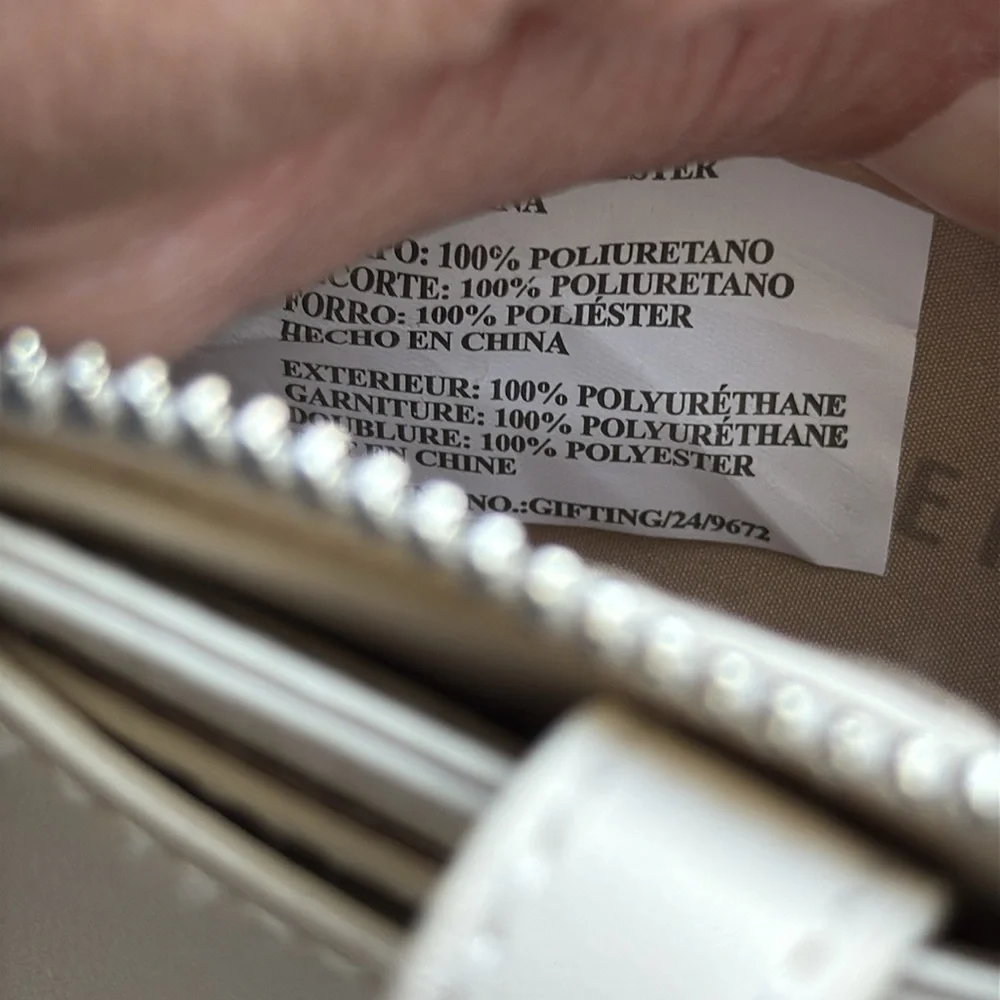 100% POLIURETANO
100% POLIURETANO
FORRO: 100% POLIÉSTER
HECHO EN CHINA
EXTERIEUR: 100% POLYURÉTHANE
GARNITURE: 100% POLYURÉTHANE
DOUBLURE: 100% POLYESTER
EN CHINE
NO.:GIFTING/24/9672
E